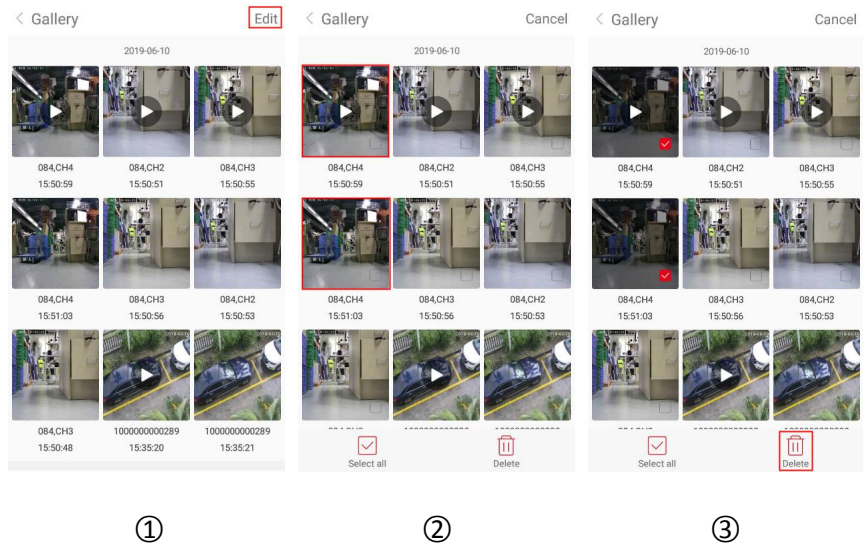 < Gallery Edit
2019-06-10
084,CH4 084,CH2 084,CH3
15:50:59 15:50:51 15:50:55
084,CH4 084,CH3 084,CH2
15:51:03 15:50:56 15:50:53
084,CH3 1000000000289 1000000000289
15:50:48 15:35:20 15:35:21
①
< Gallery Cancel
2019-06-10
084,CH4 084,CH2 084,CH3
15:50:59 15:50:51 15:50:55
084,CH4 084,CH3 084,CH2
15:51:03 15:50:56 15:50:53
Select all Delete
②
< Gallery Cancel
2019-06-10
084,CH4 084,CH2 084,CH3
15:50:59 15:50:51 15:50:55
084,CH4 084,CH3 084,CH2
15:51:03 15:50:56 15:50:53
Select all Delete
③